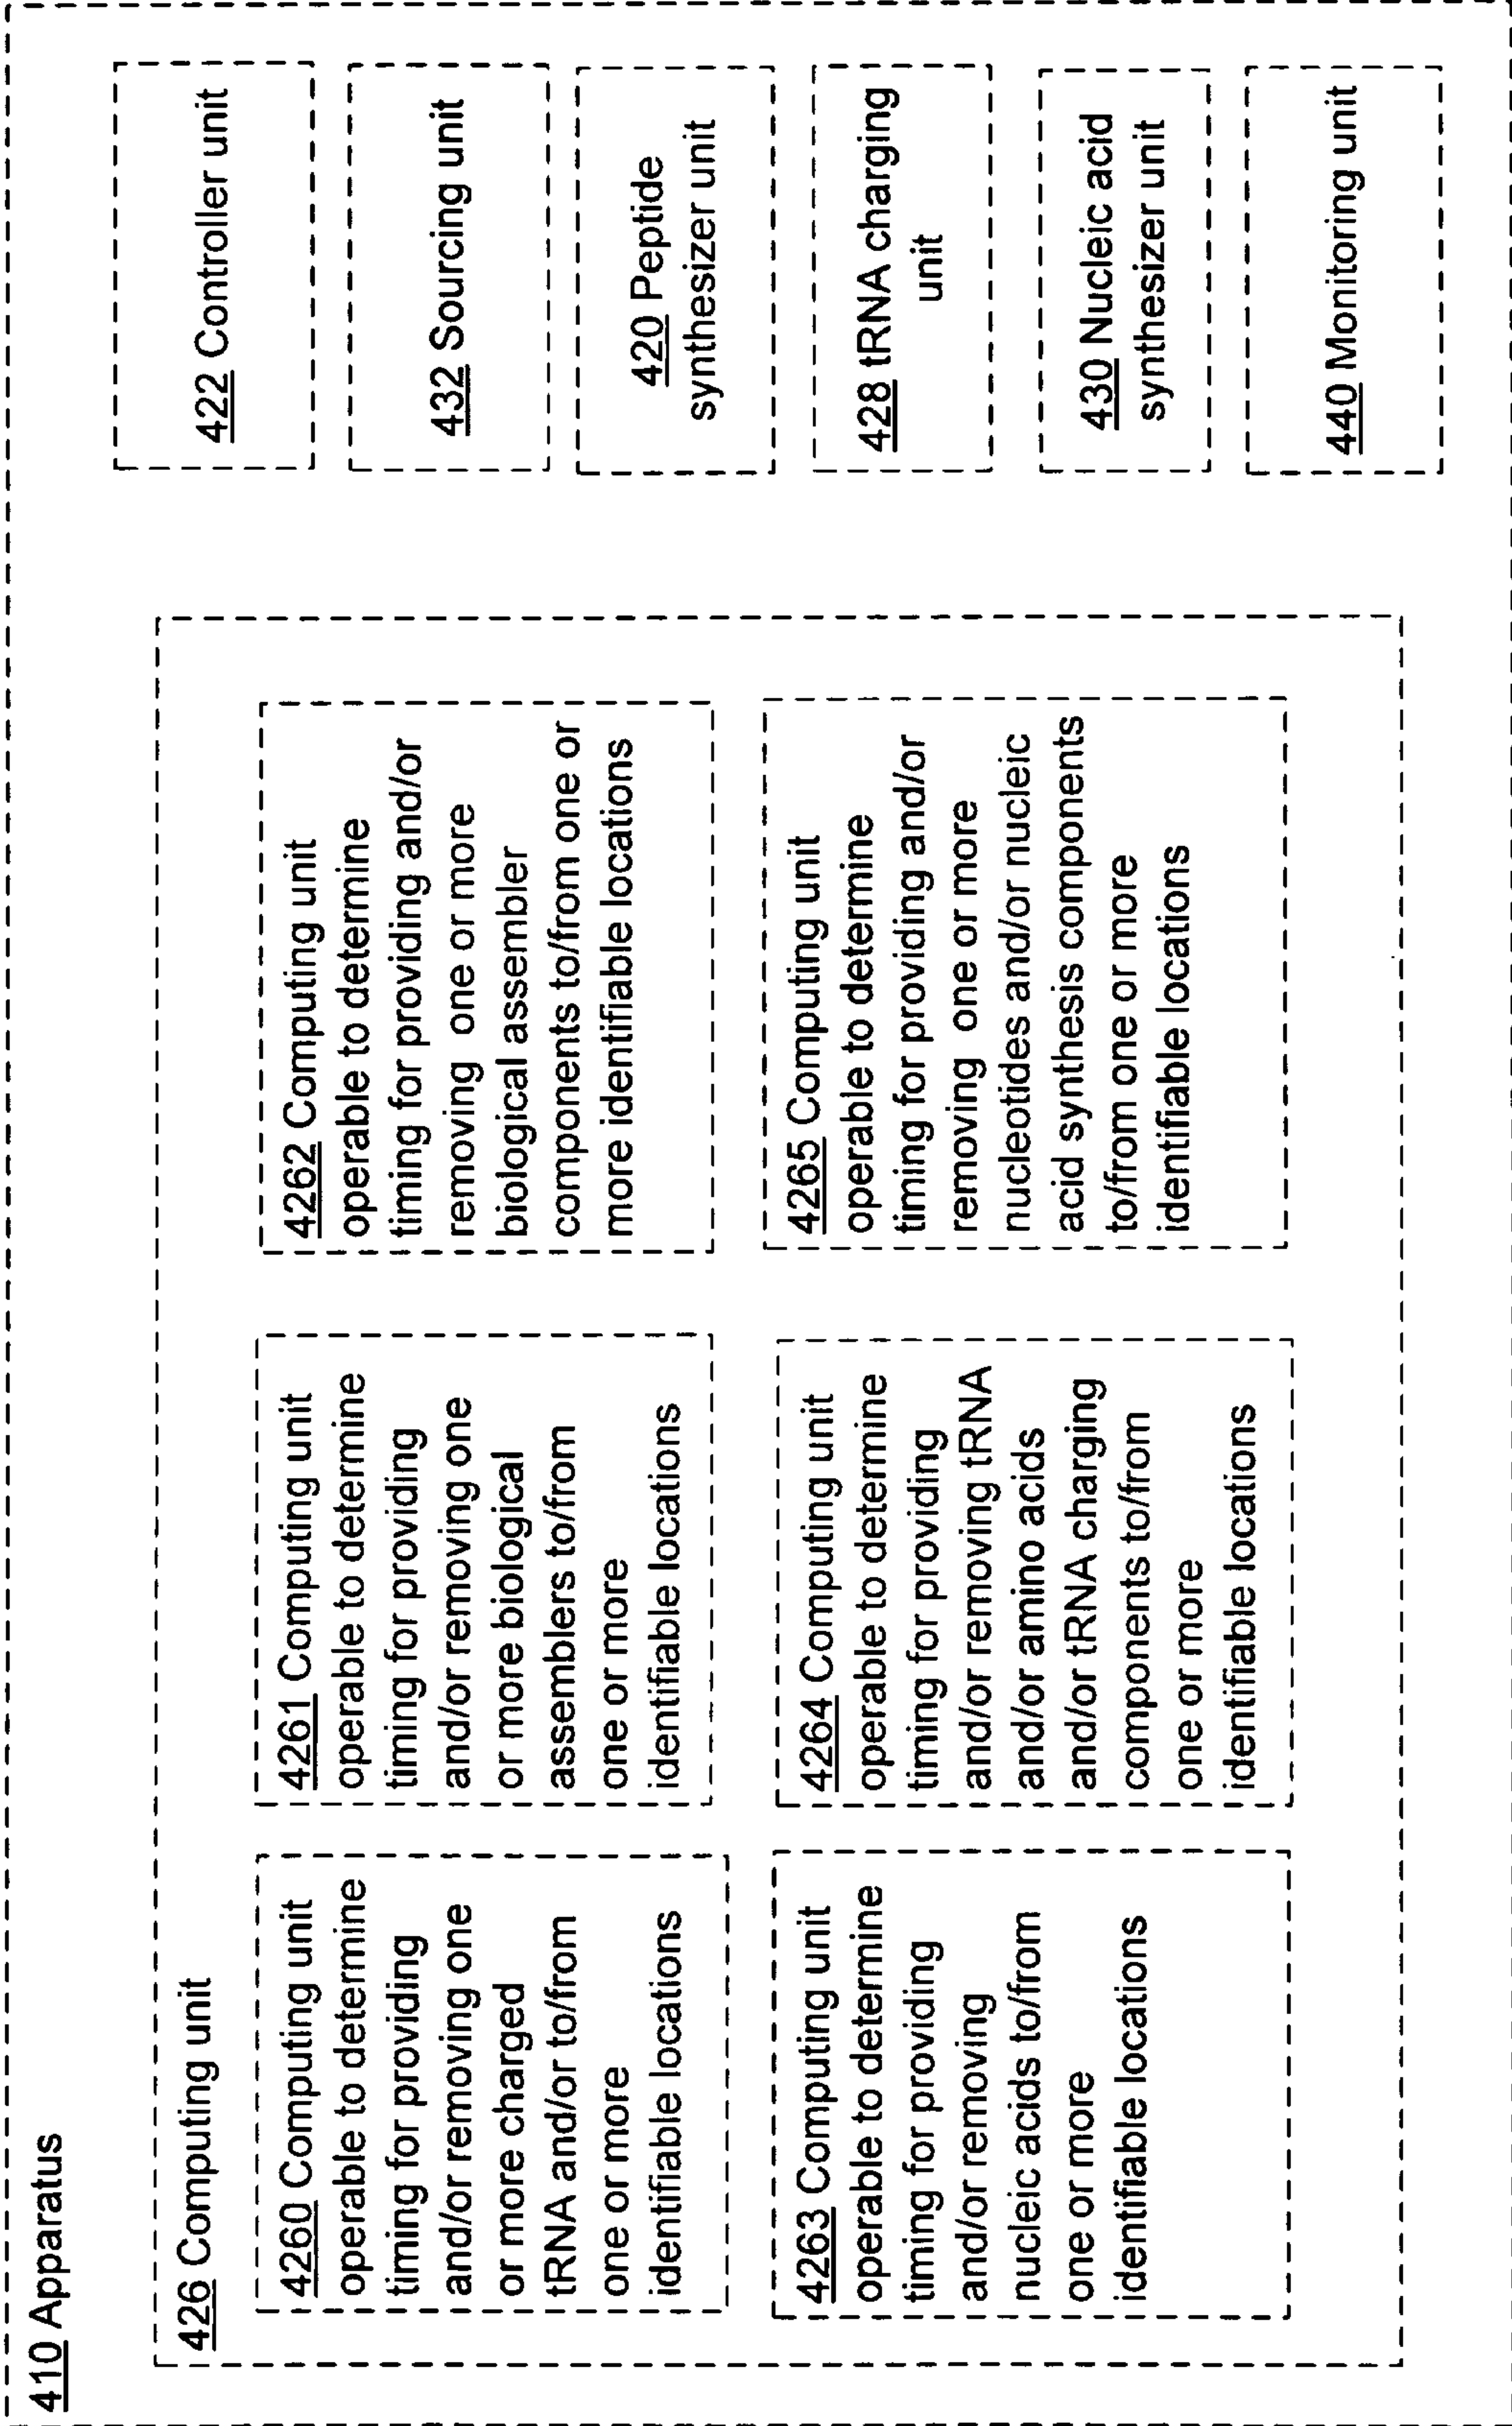 410 Apparatus
426 Computing unit
4260 Computing unit
operable to determine
timing for providing
and/or removing one
or more charged
tRNA and/or to/from
one or more
identifiable locations
4261 Computing unit
operable to determine
timing for providing
and/or removing one
or more biological
assemblers to/from
one or more
identifiable locations
4262 Computing unit
operable to determine
timing for providing and/or
removing one or more
biological assembler
components to/from one or
more identifiable locations
4263 Computing unit
operable to determine
timing for providing
and/or removing
nucleic acids to/from
one or more
identifiable locations
4264 Computing unit
operable to determine
timing for providing
and/or removing tRNA
and/or amino acids
and/or tRNA charging
components to/from
one or more
identifiable locations
4265 Computing unit
operable to determine
timing for providing and/or
removing one or more
nucleotides and/or nucleic
acid synthesis components
to/from one or more
identifiable locations
422 Controller unit
432 Sourcing unit
420 Peptide
synthesizer unit
428 tRNA charging
unit
430 Nucleic acid
synthesizer unit
440 Monitoring unit